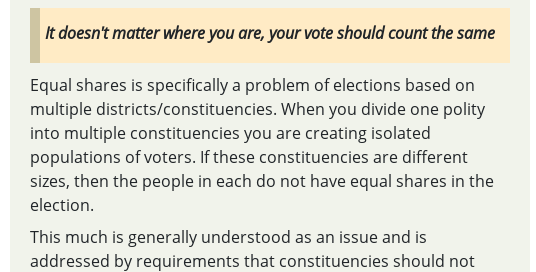 It doesn't matter where you are, your vote should count the same
Equal shares is specifically a problem of elections based on
multiple districts/constituencies. When you divide one polity
into multiple constituencies you are creating isolated
populations of voters. If these constituencies are different
sizes, then the people in each do not have equal shares in the
election.
This much is generally understood as an issue and is
addressed by requirements that constituencies should not